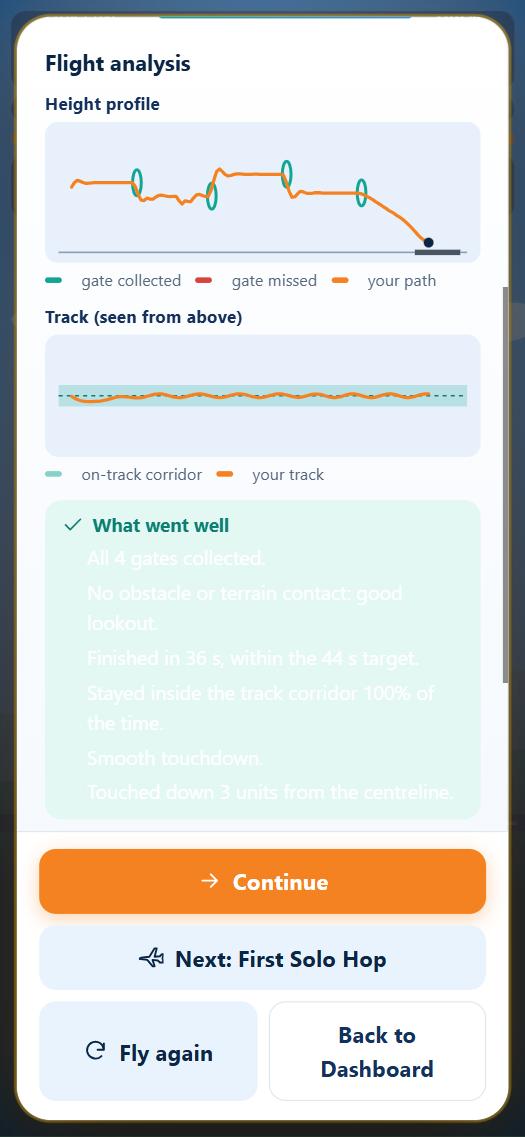 Flight analysis
Height profile
gate collected gate missed your path
Track (seen from above)
on-track corridor your track
What went well
All 4 gates collected.
No obstacle or terrain contact: good
lookout.
Finished in 36 s, within the 44 s target.
Stayed inside the track corridor 100% of
the time.
Smooth touchdown.
Touched down 3 units from the centreline.
Continue
Next: First Solo Hop
Fly again
Back to
Dashboard